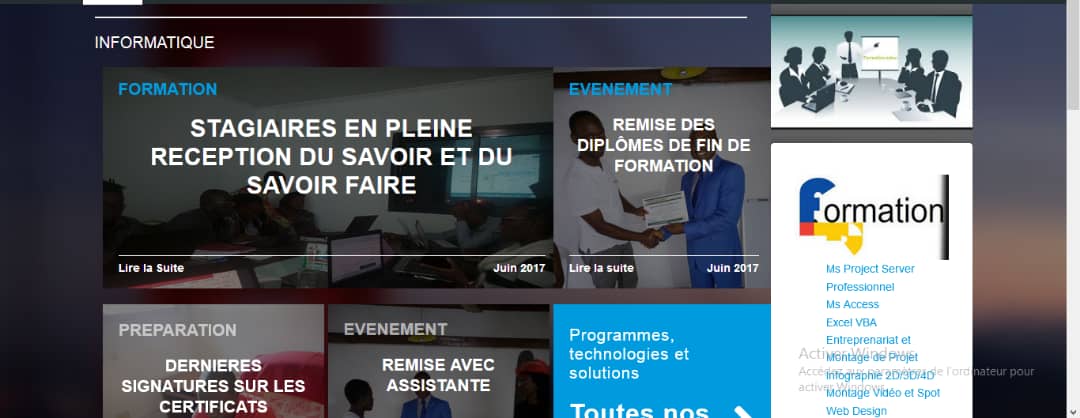 INFORMATIQUE
FORMATION
STAGIAIRES EN PLEINE
RECEPTION DU SAVOIR ET DU
SAVOIR FAIRE
Lire la Suite
Juin 2017
EVENEMENT
REMISE DES
DIPLÔMES DE FIN DE
FORMATION
Lire la suite
Juin 2017
PREPARATION
DERNIERES
SIGNATURES SUR LES
CERTIFICATS
EVENEMENT
REMISE AVEC
ASSISTANTE
Programmes,
technologies et
solutions
Toutes nos
formation
Ms Project Server
Professionnel
Ms Access
Excel VBA
Entreprenariat et
Montage de Projet
Infographie 2D/3D/4D
Montage Vidéo et Spot
Web Design
Activer Windows
Accédez aux paramètres de l'ordinateur pour
activer Windows.